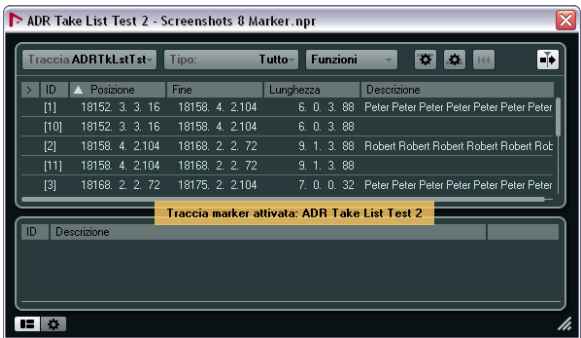 ADR Take List Test 2 - Screenshots 8 Marker.npr
Traccia ADRTkLstTst Tipo: Tutto Funzioni
> ID Posizione Fine Lunghezza Descrizione
[1] 18152. 3. 3. 16 18158. 4. 2.104 6. 0. 3. 88 Peter Peter Peter Peter Peter Peter Peter
[10] 18152. 3. 3. 16 18158. 4. 2.104 6. 0. 3. 88
[2] 18158. 4. 2.104 18168. 2. 2. 72 9. 1. 3. 88 Robert Robert Robert Robert Robert Rob
[11] 18158. 4. 2.104 18168. 2. 2. 72 9. 1. 3. 88
[3] 18168. 2. 2. 72 18175. 2. 2.104 7. 0. 0. 32 Peter Peter Peter Peter Peter Peter Peter
Traccia marker attivata: ADR Take List Test 2
ID Descrizione